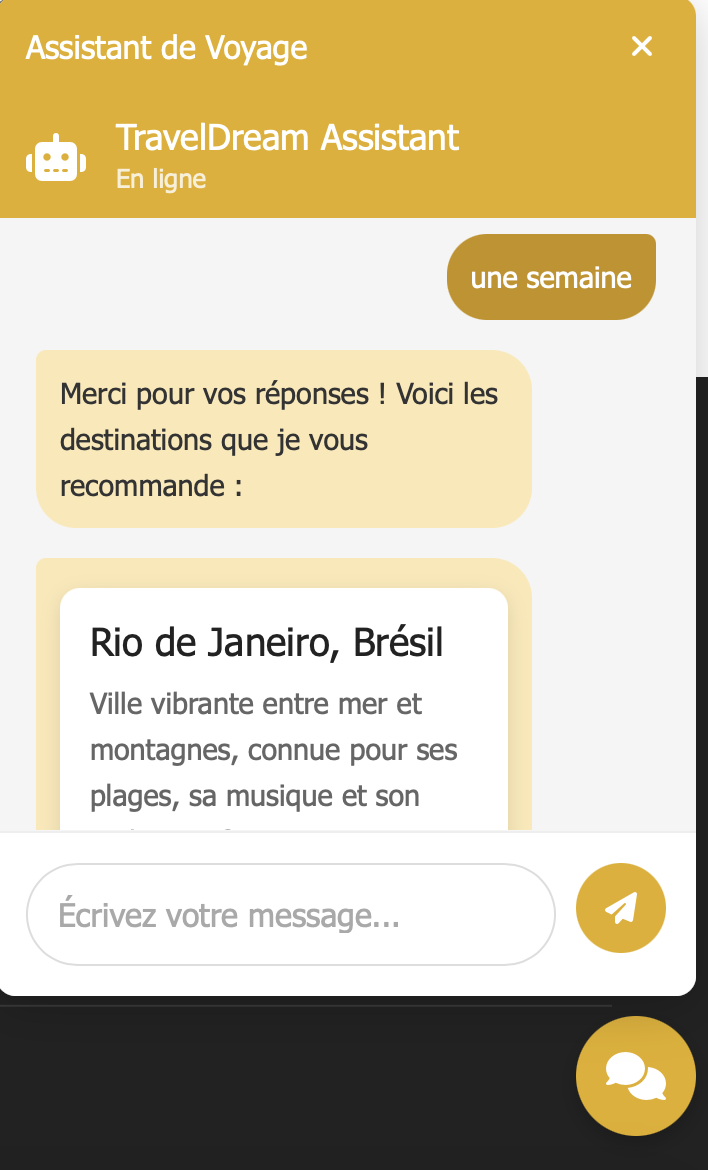 Assistant de Voyage
TravelDream Assistant
En ligne
une semaine
Merci pour vos réponses ! Voici les
destinations que je vous
recommande :
Rio de Janeiro, Brésil
Ville vibrante entre mer et
montagnes, connue pour ses
plages, sa musique et son
Écrivez votre message...